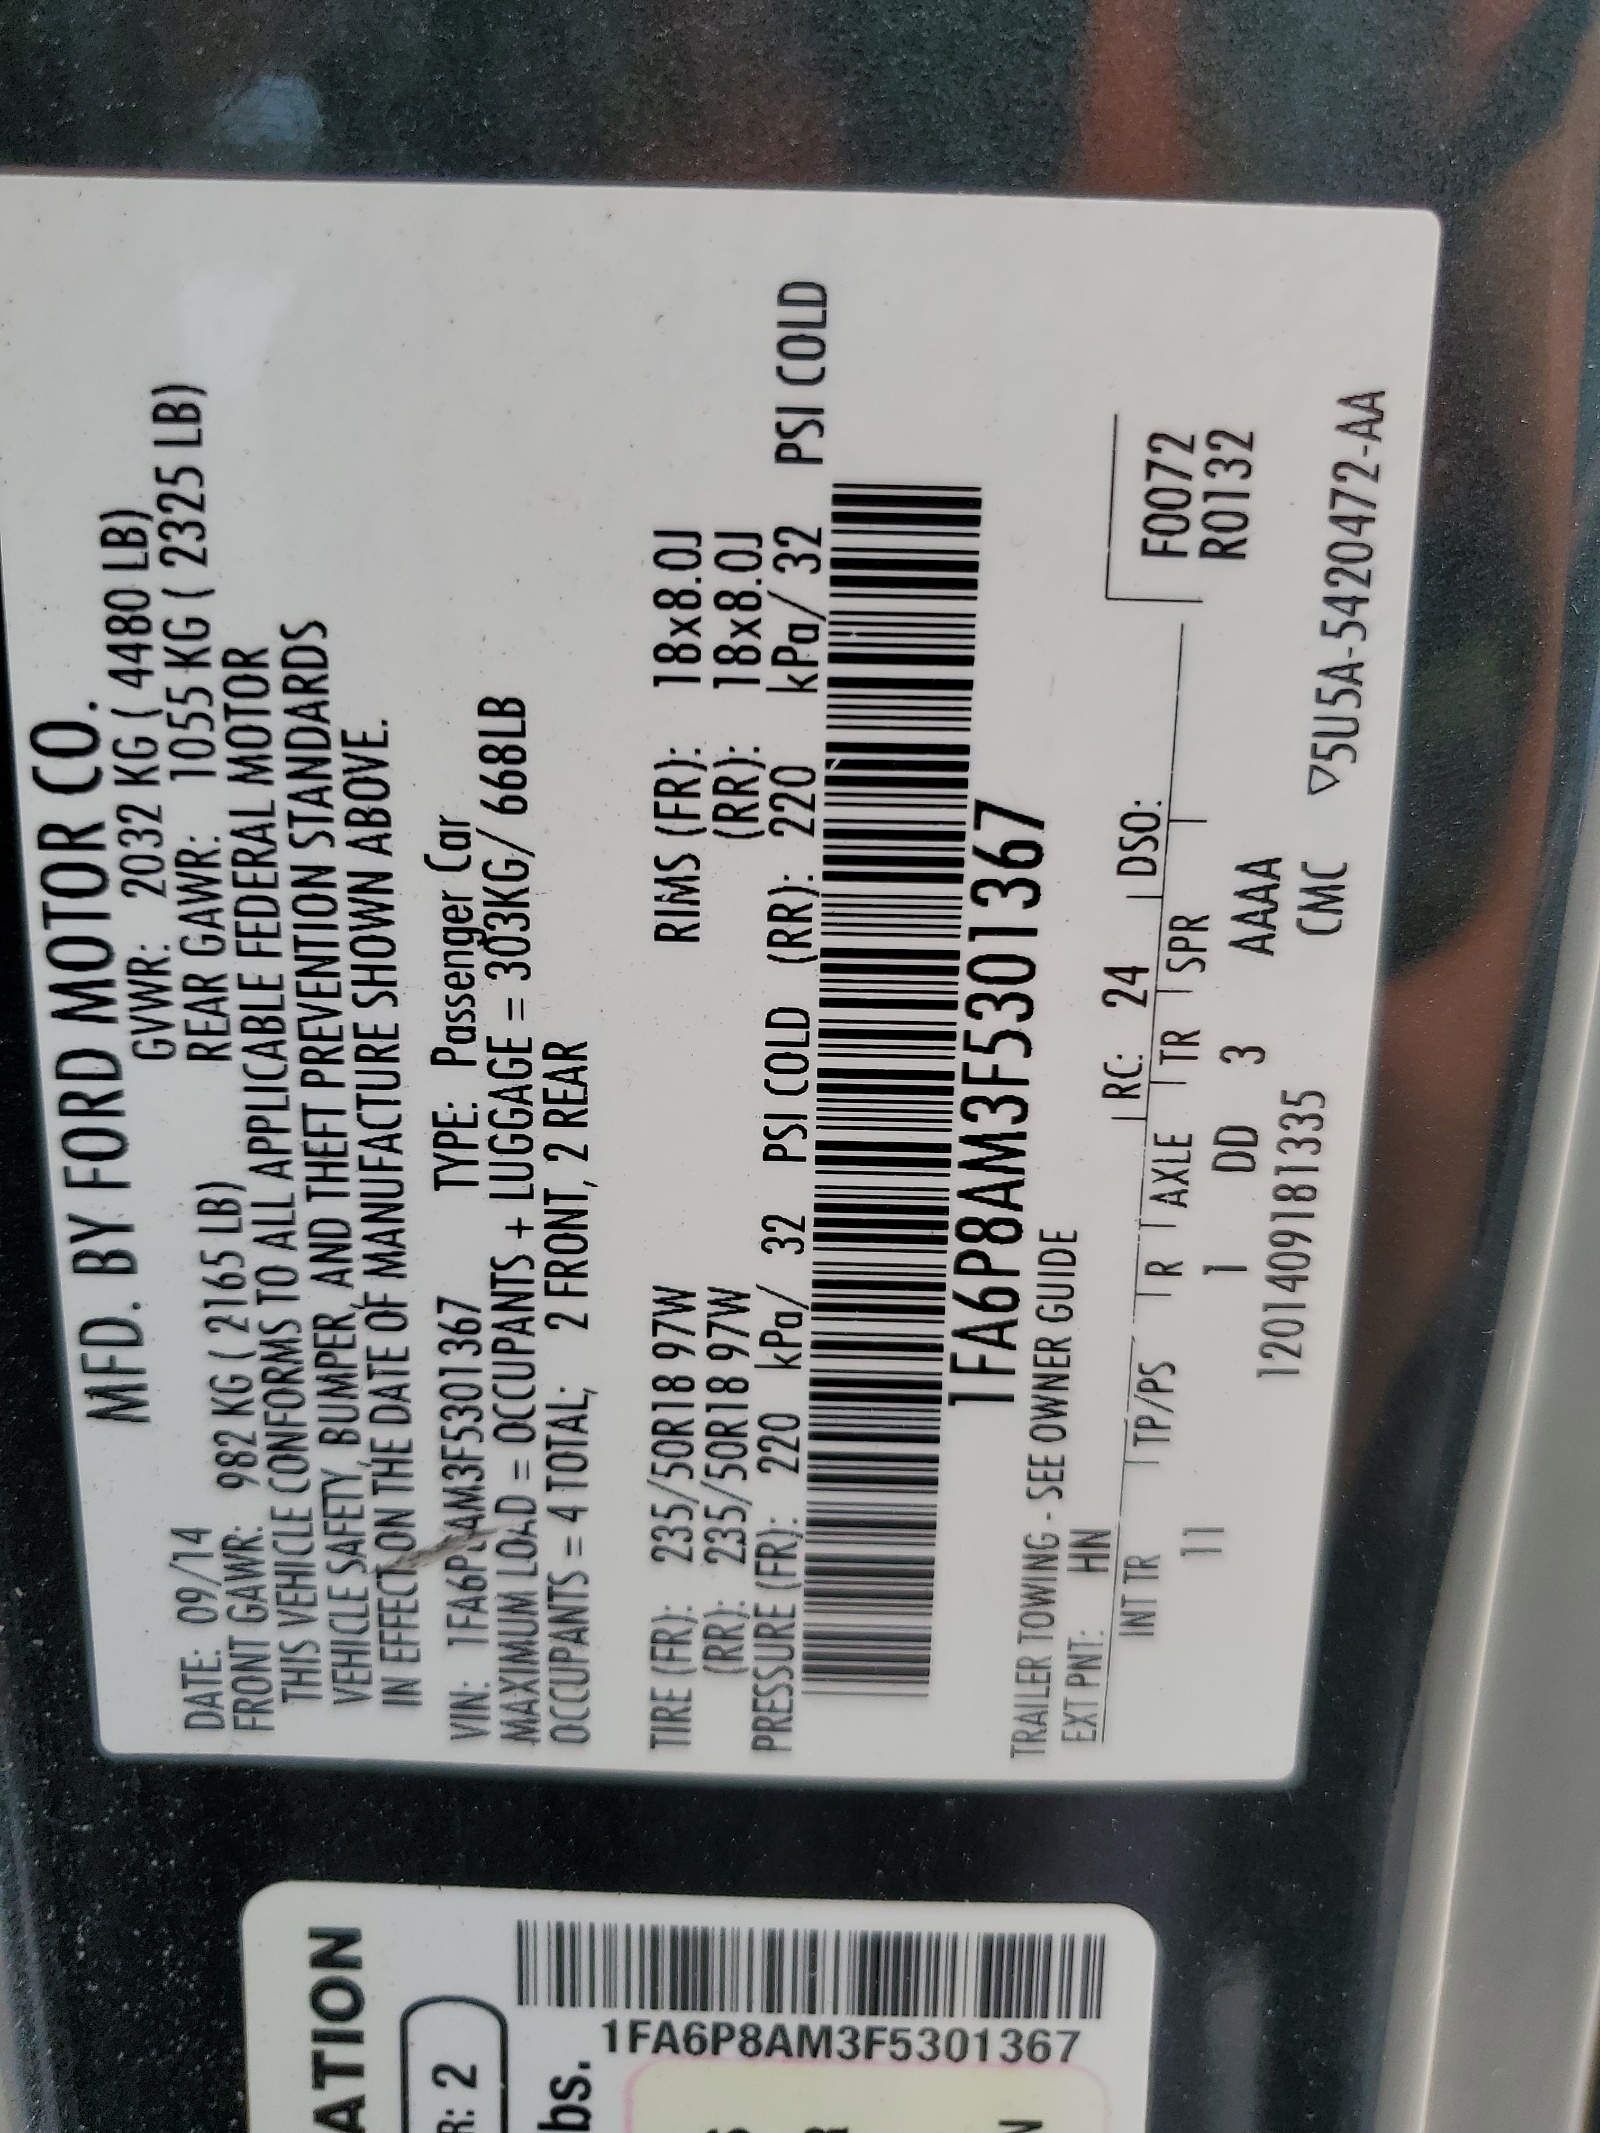 MFD. BY FORD MOTOR CO.
DATE: 09/14 GVWR: 2032 KG ( 4480 LB)
FRONT GAWR: 982 KG ( 2165 LB) REAR GAWR: 1055 KG ( 2325 LB)
THIS VEHICLE CONFORMS TO ALL APPLICABLE FEDERAL MOTOR
VEHICLE SAFETY, BUMPER, AND THEFT PREVENTION STANDARDS
IN EFFECT ON THE DATE OF MANUFACTURE SHOWN ABOVE.
VIN: 1FA6P8AM3F5301367 TYPE: Passenger Car
MAXIMUM LOAD = OCCUPANTS + LUGGAGE = 303KG/ 668LB
OCCUPANTS = 4 TOTAL; 2 FRONT, 2 REAR
TIRE (FR): 235/50R18 97W RIMS (FR): 18x8.0J
(RR): 235/50R18 97W (RR): 18x8.0J
PRESSURE (FR): 220 kPa/ 32 PSI COLD (RR): 220 kPa/ 32 PSI COLD
1FA6P8AM3F5301367
TRAILER TOWING - SEE OWNER GUIDE
EXT PNT: HN RC: 24 DSO:
F0072
R0132
INT TR TP/PS R AXLE TR SPR
11 1 DD 3 AAAA
1201409181335 CMC ▽5U5A-5420472-AA
ATION
R: 2
bs.
1FA6P8AM3F5301367